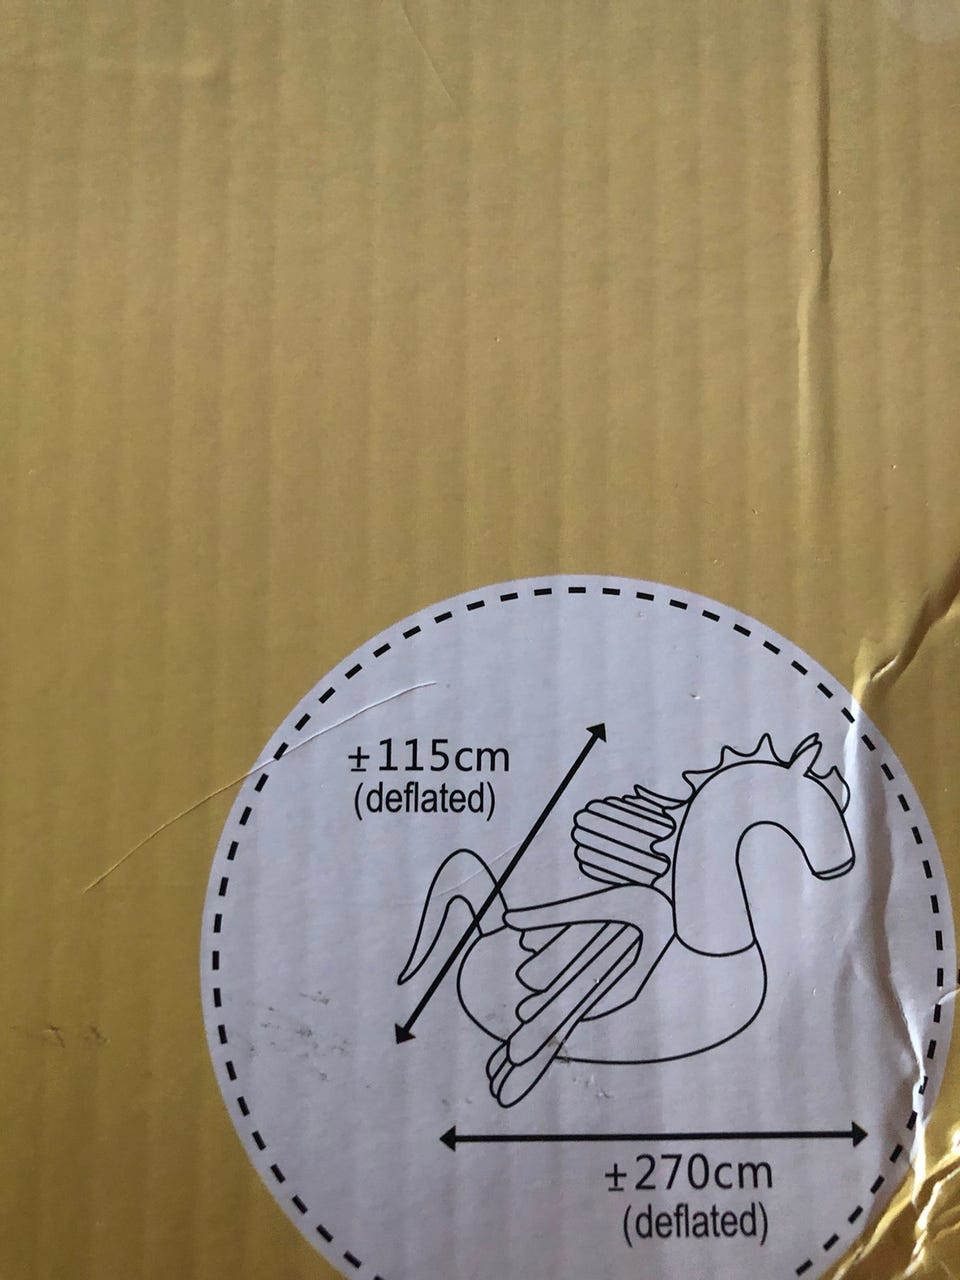 ±115cm
(deflated)
±270cm
(deflated)